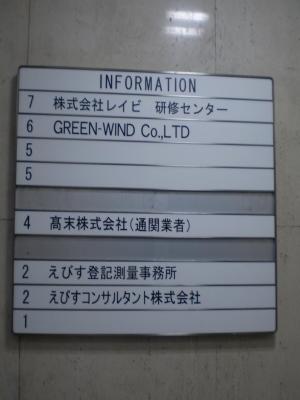 INFORMATION
7 株式会社レイビ 研修センター
6 GREEN-WIND Co.,LTD
5
5
4 髙末株式会社(通関業者)
2 えびす登記測量事務所
2 えびすコンサルタント株式会社
1